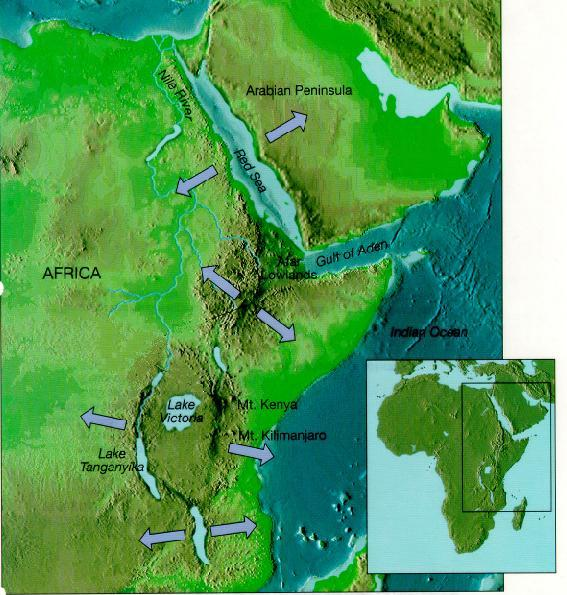 Nile River
Arabian Peninsula
Red Sea
AFRICA
Afar
Lowlands
Gulf of Aden
Indian Ocean
Lake
Victoria
Mt. Kenya
Mt. Kilimanjaro
Lake
Tanganyika